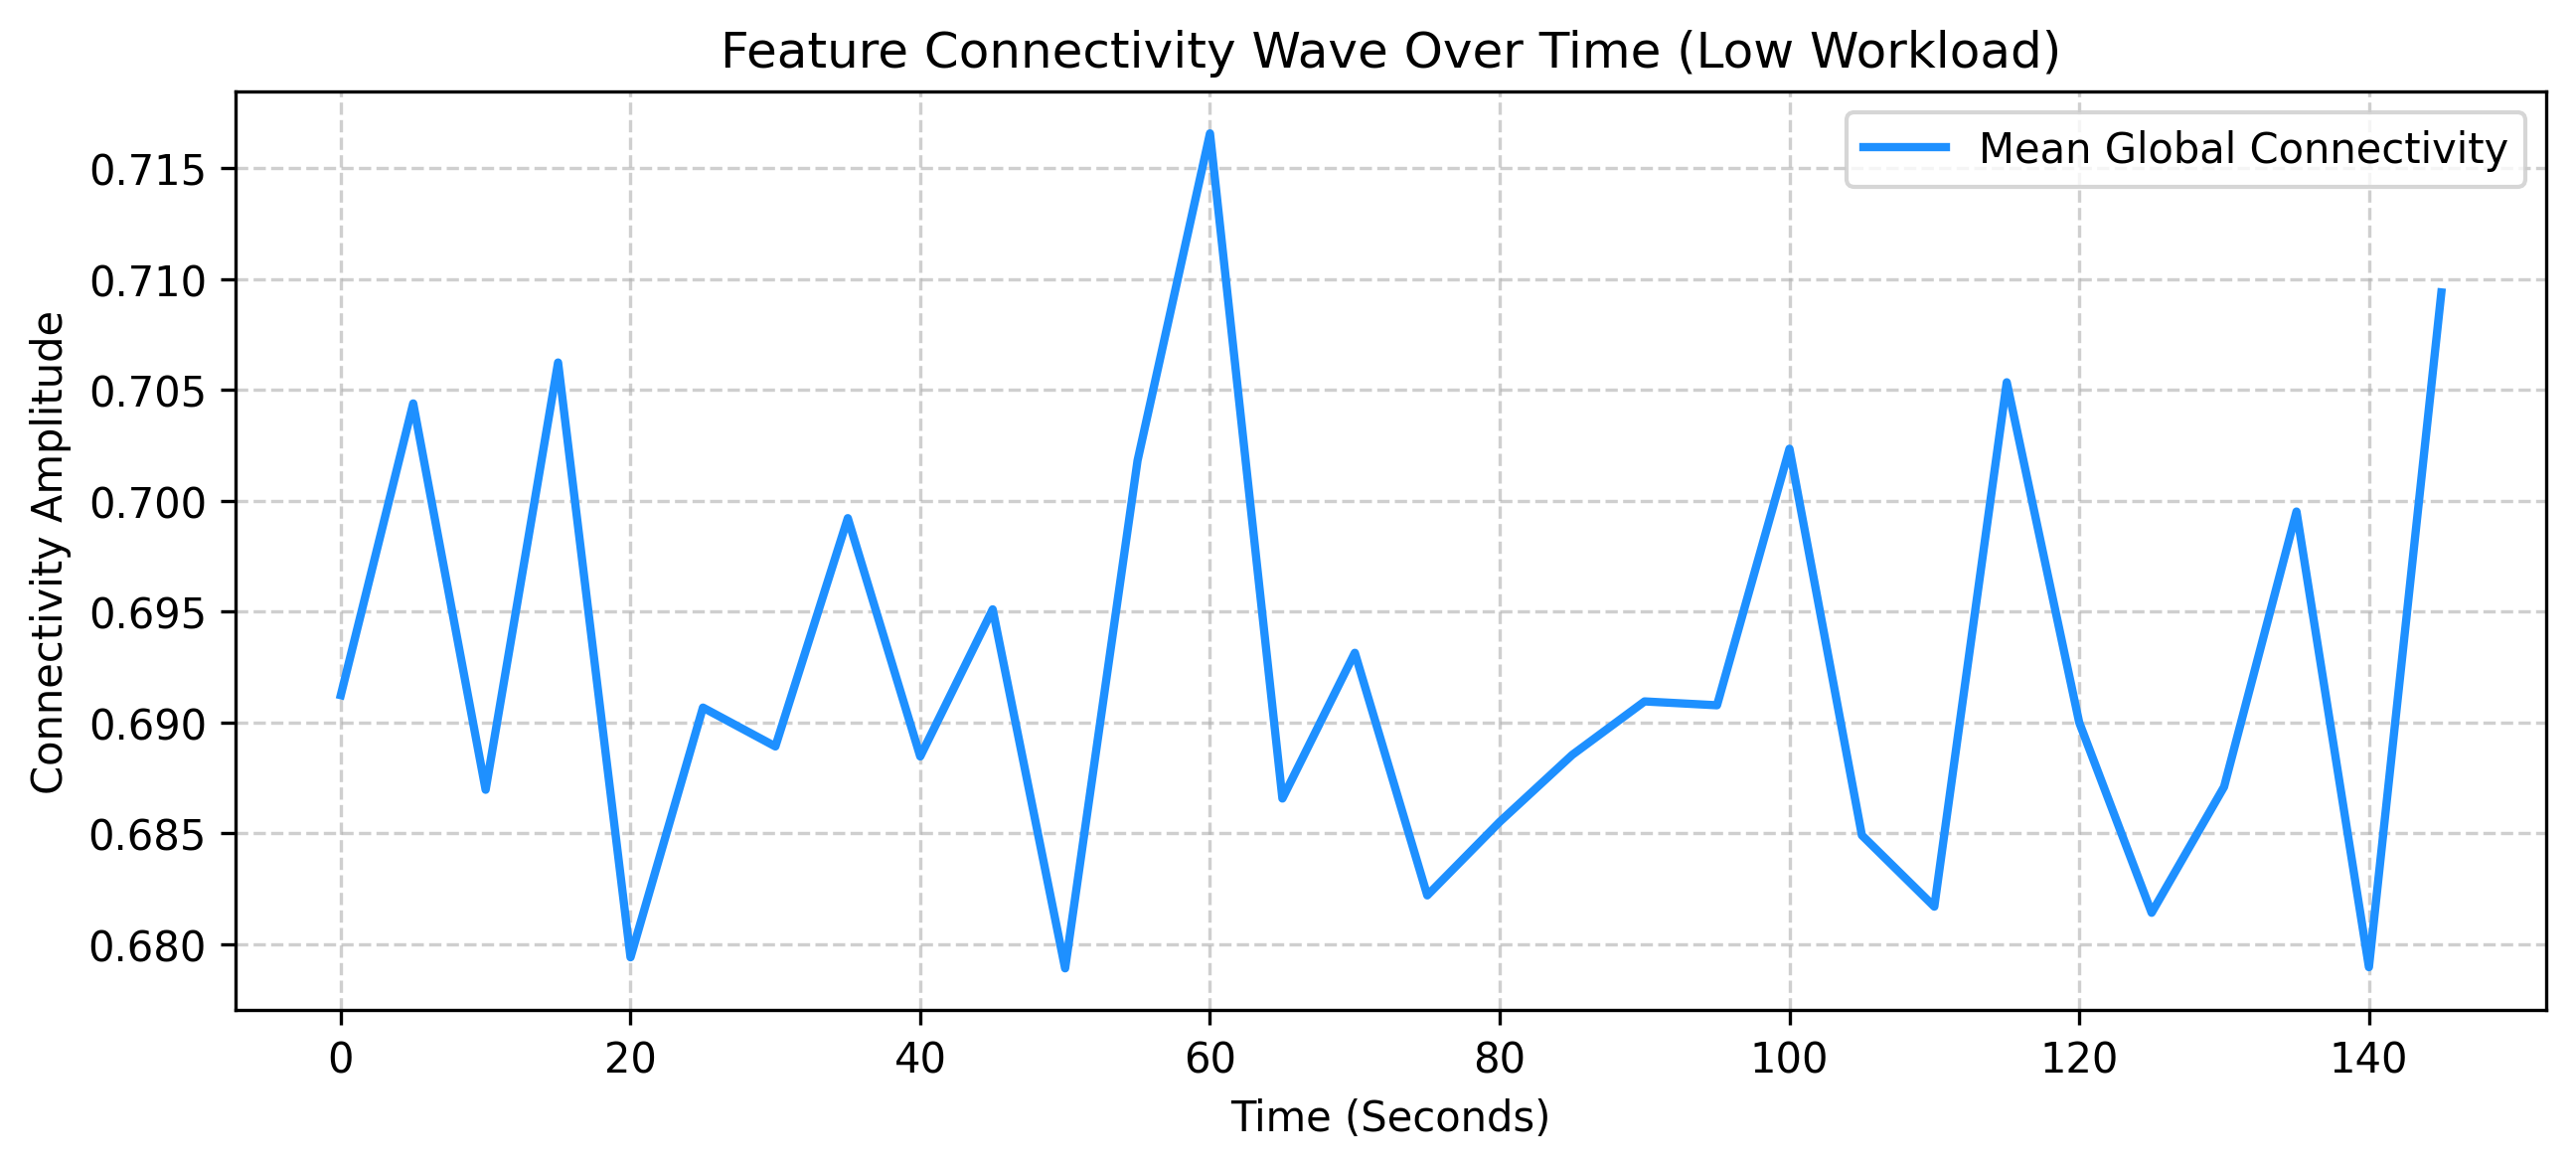 Feature Connectivity Wave Over Time (Low Workload)
Mean Global Connectivity
Connectivity Amplitude
0.715
0.710
0.705
0.700
0.695
0.690
0.685
0.680
0 20 40 60 80 100 120 140
Time (Seconds)